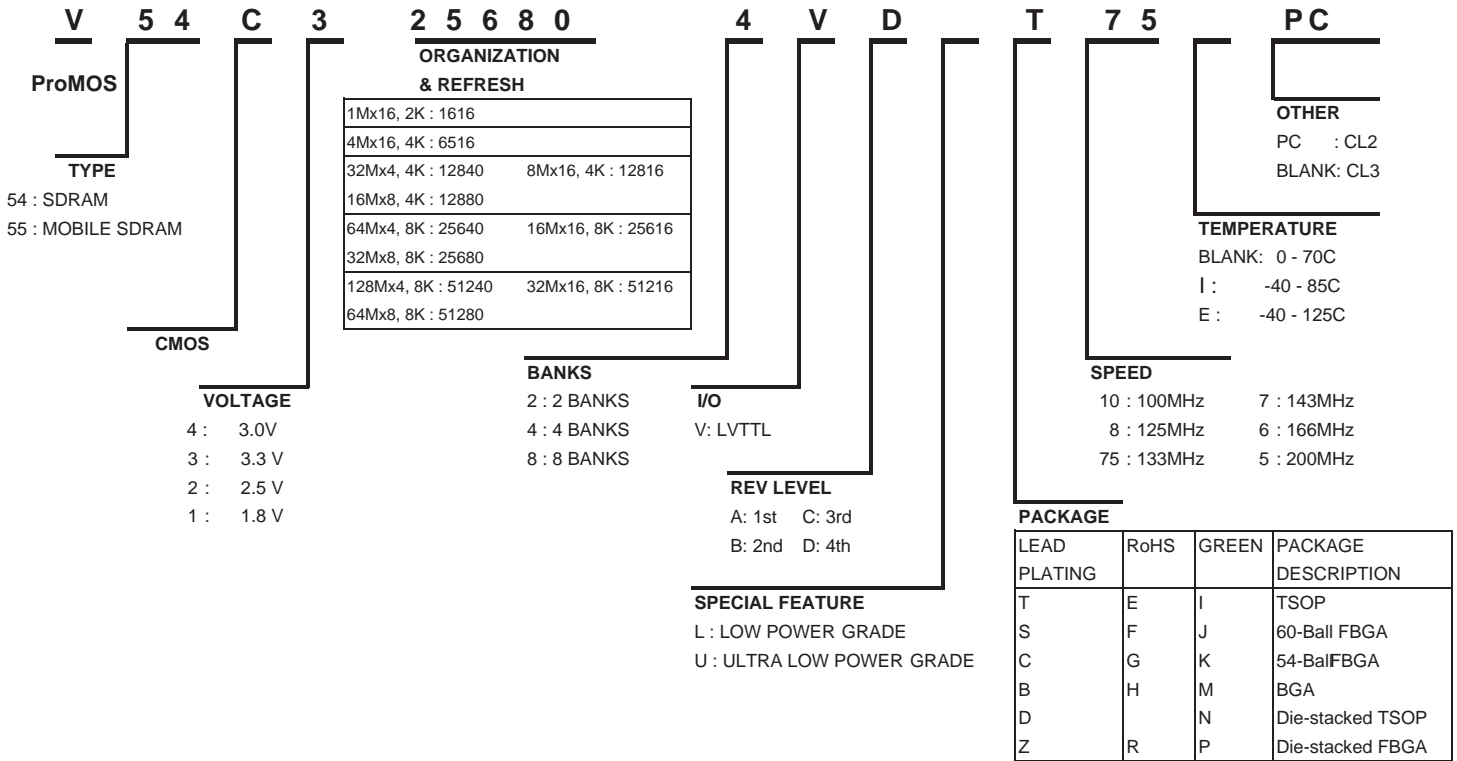 V 5 4 C 3 2 5 6 8 0 4 V D T 7 5 P C
ProMOS
ORGANIZATION
& REFRESH
1Mx16, 2K : 1616
4Mx16, 4K : 6516
32Mx4, 4K : 12840 8Mx16, 4K : 12816
16Mx8, 4K : 12880
64Mx4, 8K : 25640 16Mx16, 8K : 25616
32Mx8, 8K : 25680
128Mx4, 8K : 51240 32Mx16, 8K : 51216
64Mx8, 8K : 51280
TYPE
54 : SDRAM
55 : MOBILE SDRAM
CMOS
VOLTAGE
4 : 3.0V
3 : 3.3 V
2 : 2.5 V
1 : 1.8 V
BANKS
2 : 2 BANKS
4 : 4 BANKS
8 : 8 BANKS
I/O
V: LVTTL
REV LEVEL
A: 1st C: 3rd
B: 2nd D: 4th
SPECIAL FEATURE
L : LOW POWER GRADE
U : ULTRA LOW POWER GRADE
OTHER
PC : CL2
BLANK: CL3
TEMPERATURE
BLANK: 0 - 70C
I : -40 - 85C
E : -40 - 125C
SPEED
10 : 100MHz 7 : 143MHz
8 : 125MHz 6 : 166MHz
75 : 133MHz 5 : 200MHz
PACKAGE
LEAD RoHS GREEN PACKAGE
PLATING DESCRIPTION
T E I TSOP
S F J 60-Ball FBGA
C G K 54-BallFBGA
B H M BGA
D N Die-stacked TSOP
Z R P Die-stacked FBGA